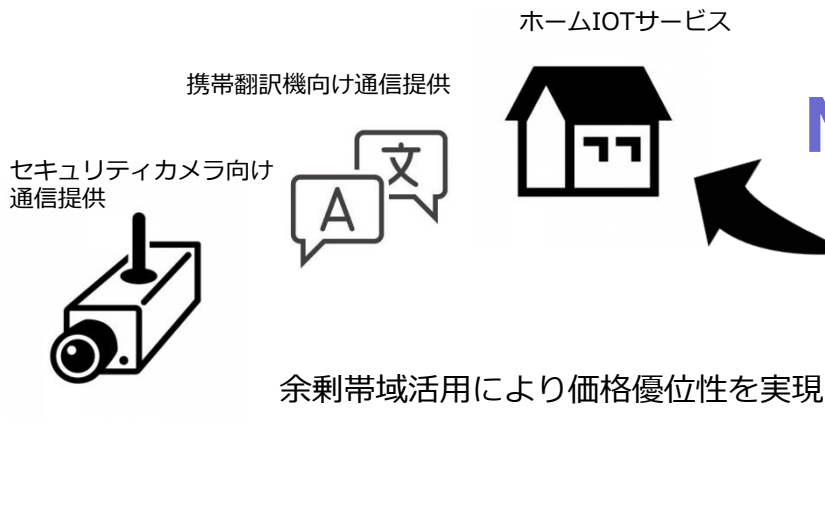 ホームIOTサービス
携帯翻訳機向け通信提供
セキュリティカメラ向け
通信提供
文
A
余剰帯域活用により価格優位性を実現